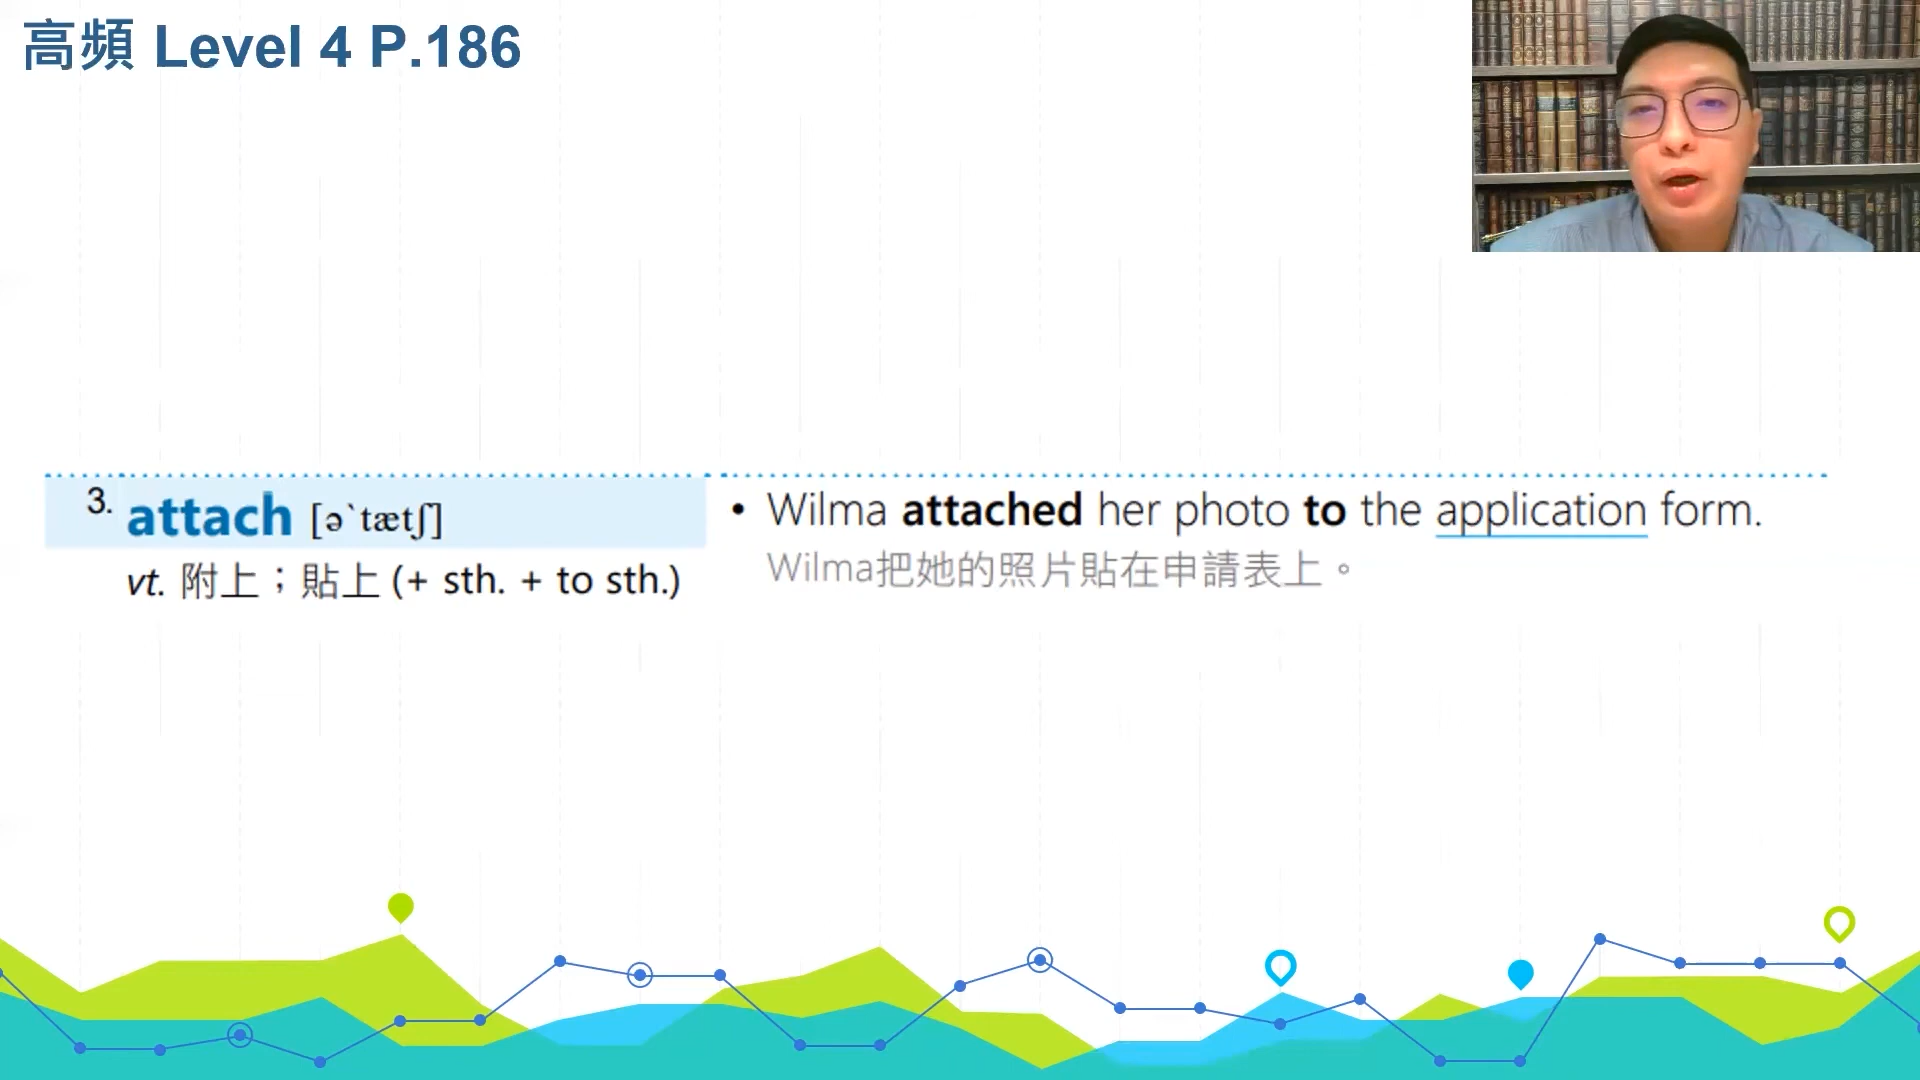 高頻 Level 4 P.186
3. attach [əˋtætʃ]
vt. 附上；貼上 (+ sth. + to sth.)
• Wilma attached her photo to the application form.
Wilma把她的照片貼在申請表上。